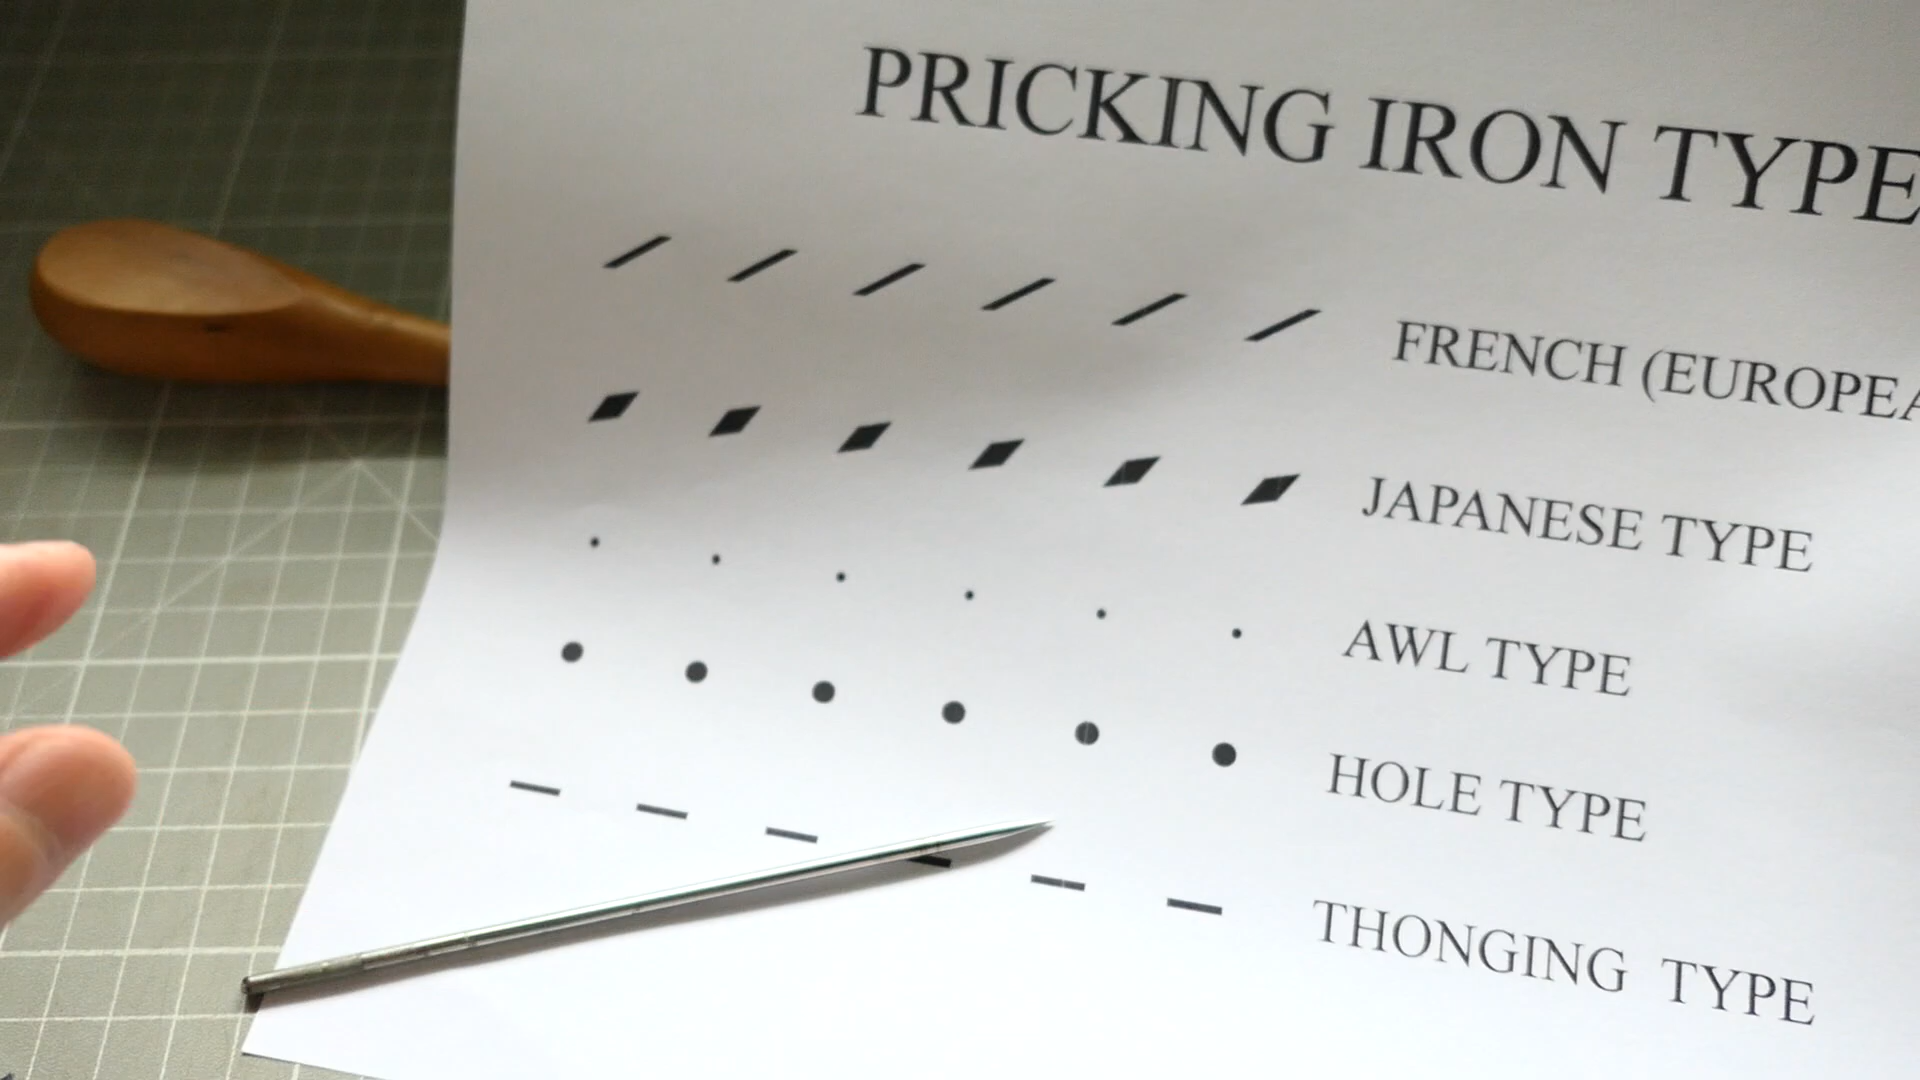 PRICKING IRON TYPE
FRENCH (EUROPEA
JAPANESE TYPE
AWL TYPE
HOLE TYPE
THONGING TYPE